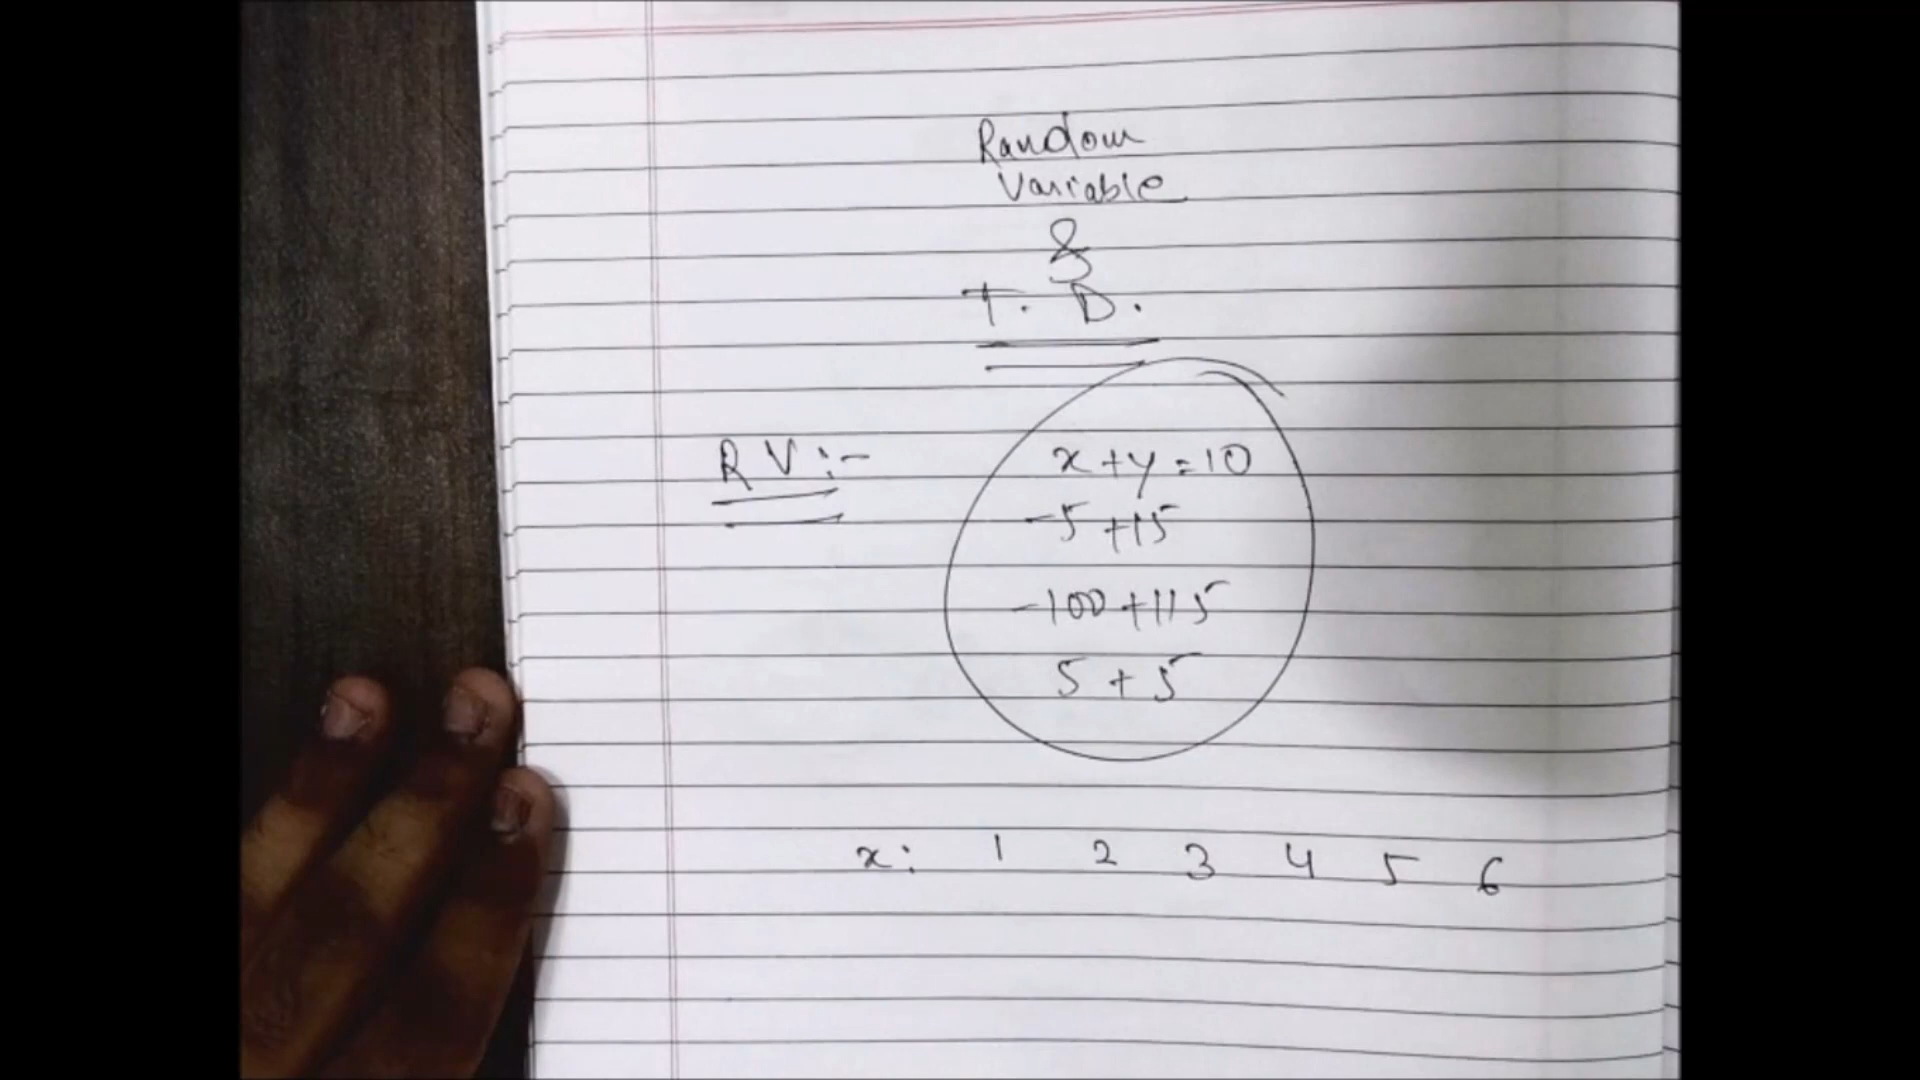 Random
Variable
&
T. D.
RV :-
x + y = 10
-5 + 15
-100 + 115
5 + 5
x : 1 2 3 4 5 6